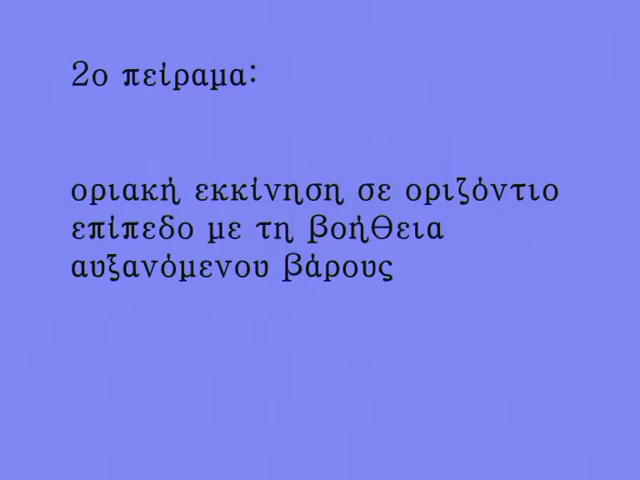 2ο πείραμα:
οριακή εκκίνηση σε οριζόντιο
επίπεδο με τη βοήθεια
αυξανόμενου βάρους